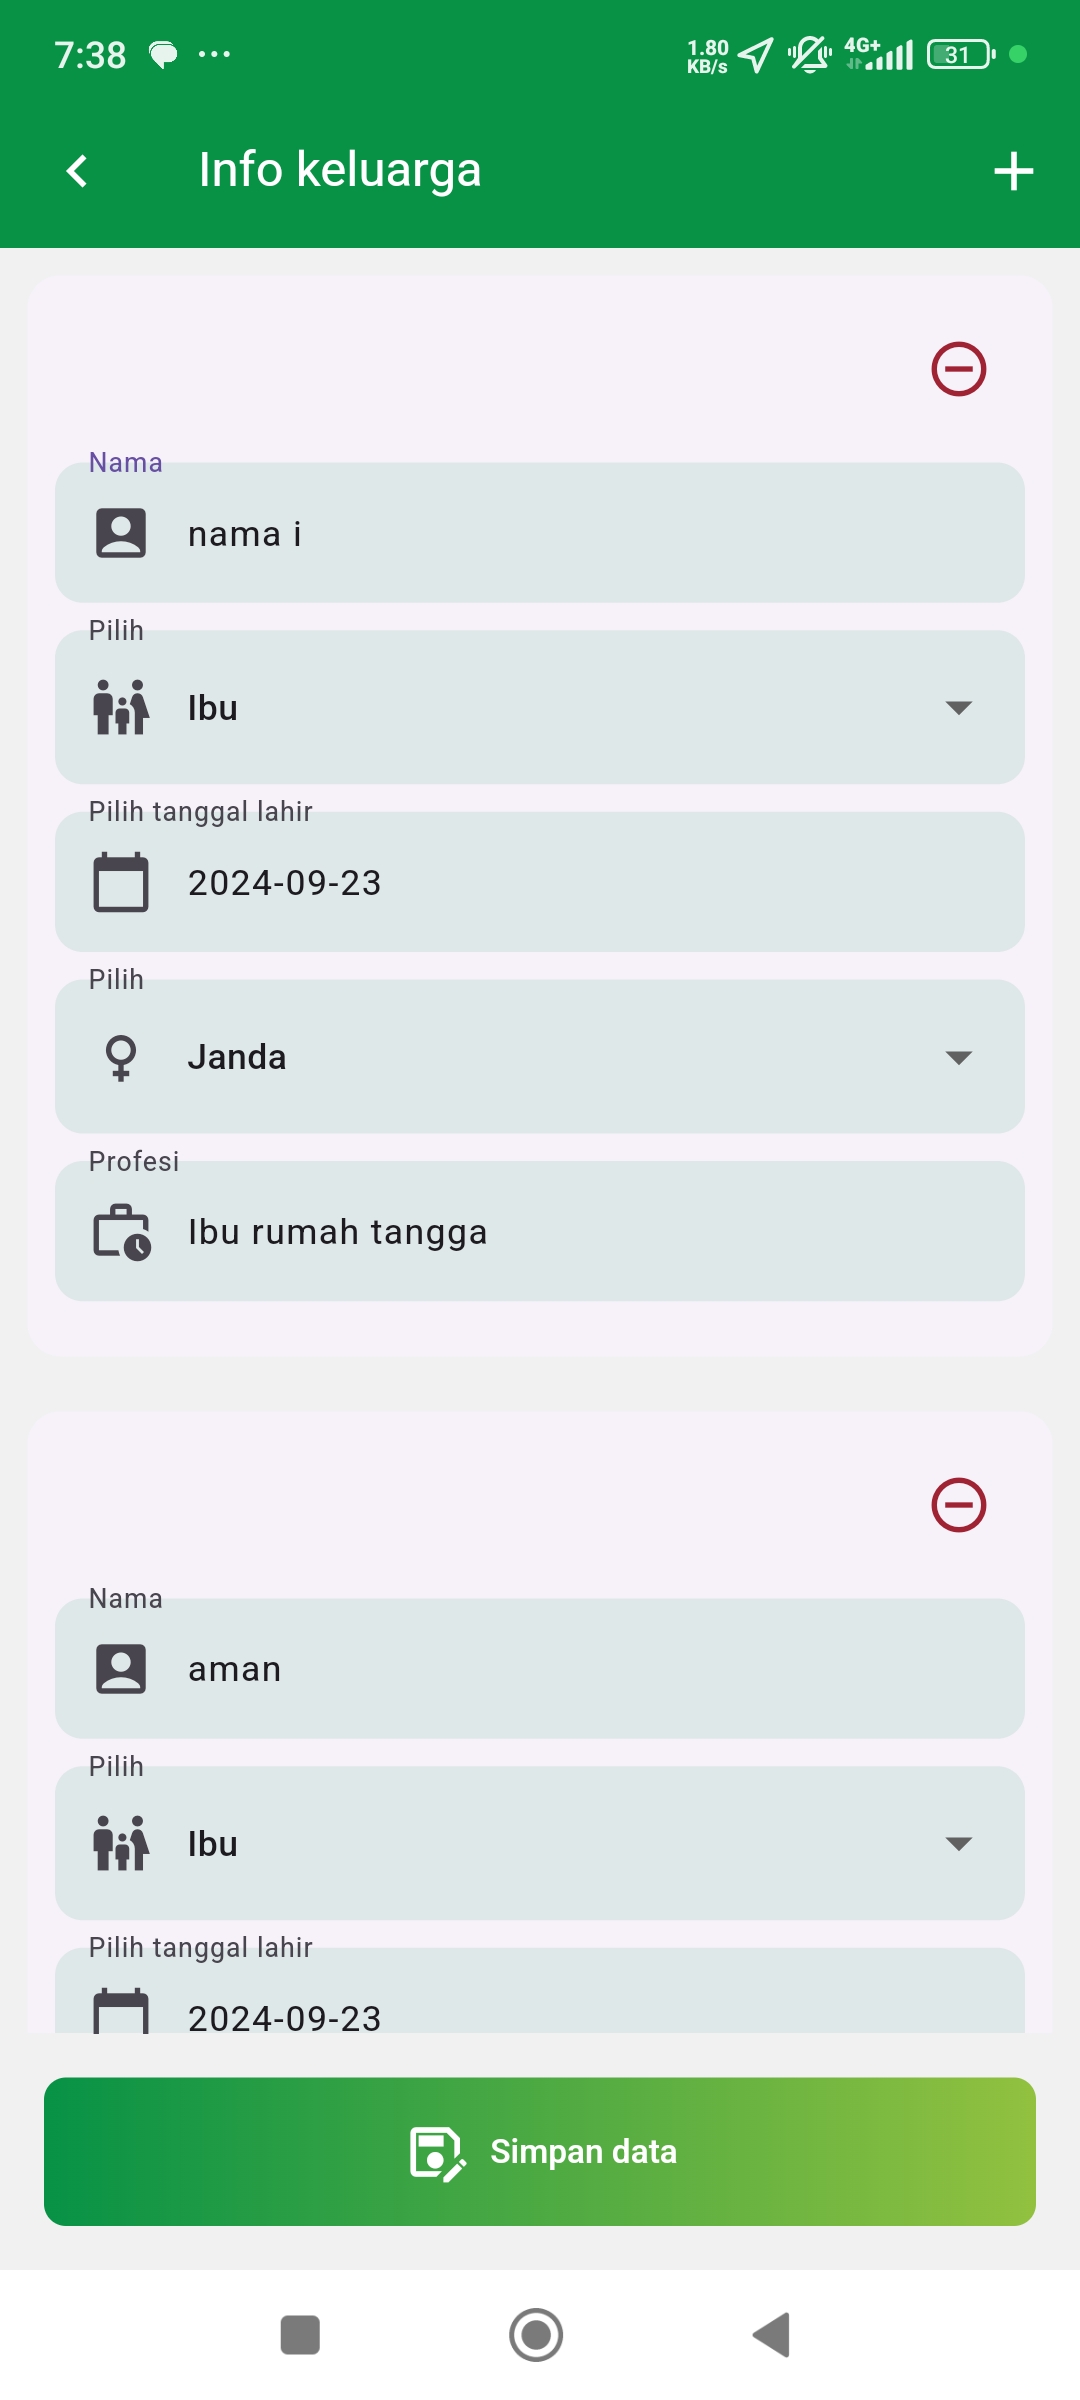 7:38
1.80
KB/s
4G+
31
Info keluarga
Nama
nama i
Pilih
Ibu
Pilih tanggal lahir
2024-09-23
Pilih
Janda
Profesi
Ibu rumah tangga
Nama
aman
Pilih
Ibu
Pilih tanggal lahir
2024-09-23
Simpan data